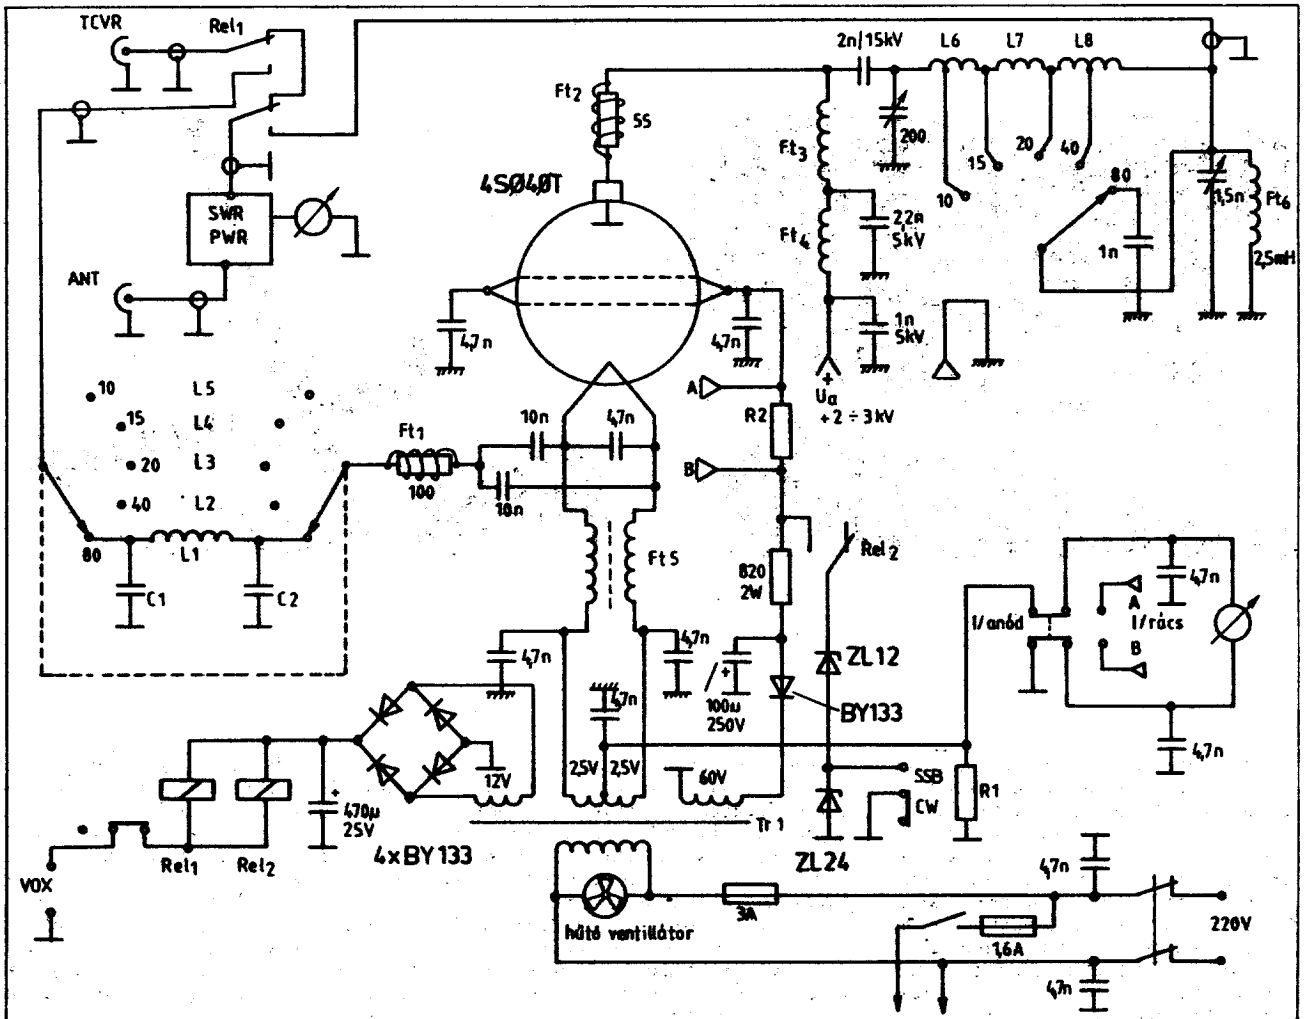 TCVR
Rel1
2n/15kV
L6
L7
L8
Ft2
55
200
Ft3
15
20
40
10
80
4SØ40T
SWR
PWR
1,5n
Ft6
Ft4
2,2n
5kV
1n
2,5mH
ANT
4,7n
4,7n
1n
5kV
+
Ua
+2 ÷ 3kV
A
R2
B
10
L5
15
L4
20
L3
40
L2
80
L1
C1
C2
Ft1
100
10n
4,7n
10n
Ft5
820
2W
Rel2
I/anód
A
I/rács
B
4,7n
4,7n
4,7n
4,7n
4,7n
+
100µ
250V
ZL12
BY133
12V
2,5V
2,5V
60V
SSB
CW
R1
+
470µ
25V
Tr1
4xBY133
ZL24
Rel1
Rel2
VOX
hűtő ventillátor
3A
1,6A
4,7n
220V
4,7n